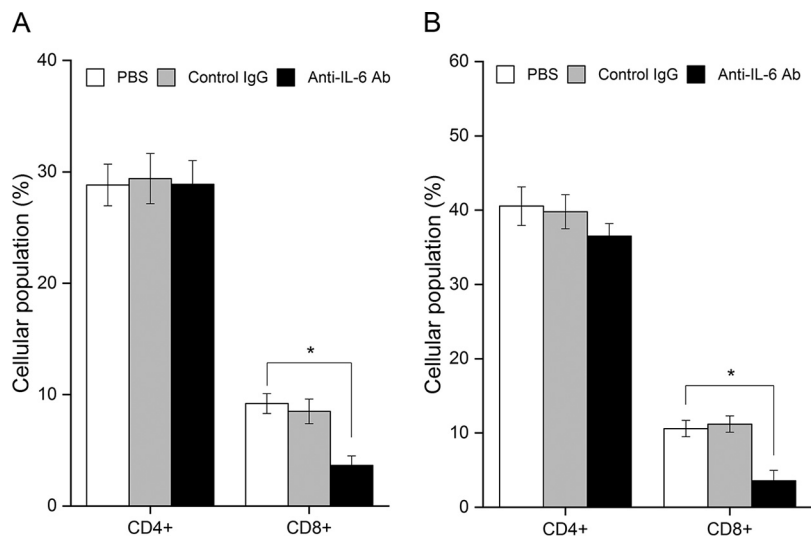 A
Cellular population (%)
40
30
20
10
0
PBS Control IgG Anti-IL-6 Ab
*
CD4+ CD8+
B
Cellular population (%)
60
50
40
30
20
10
0
PBS Control IgG Anti-IL-6 Ab
*
CD4+ CD8+